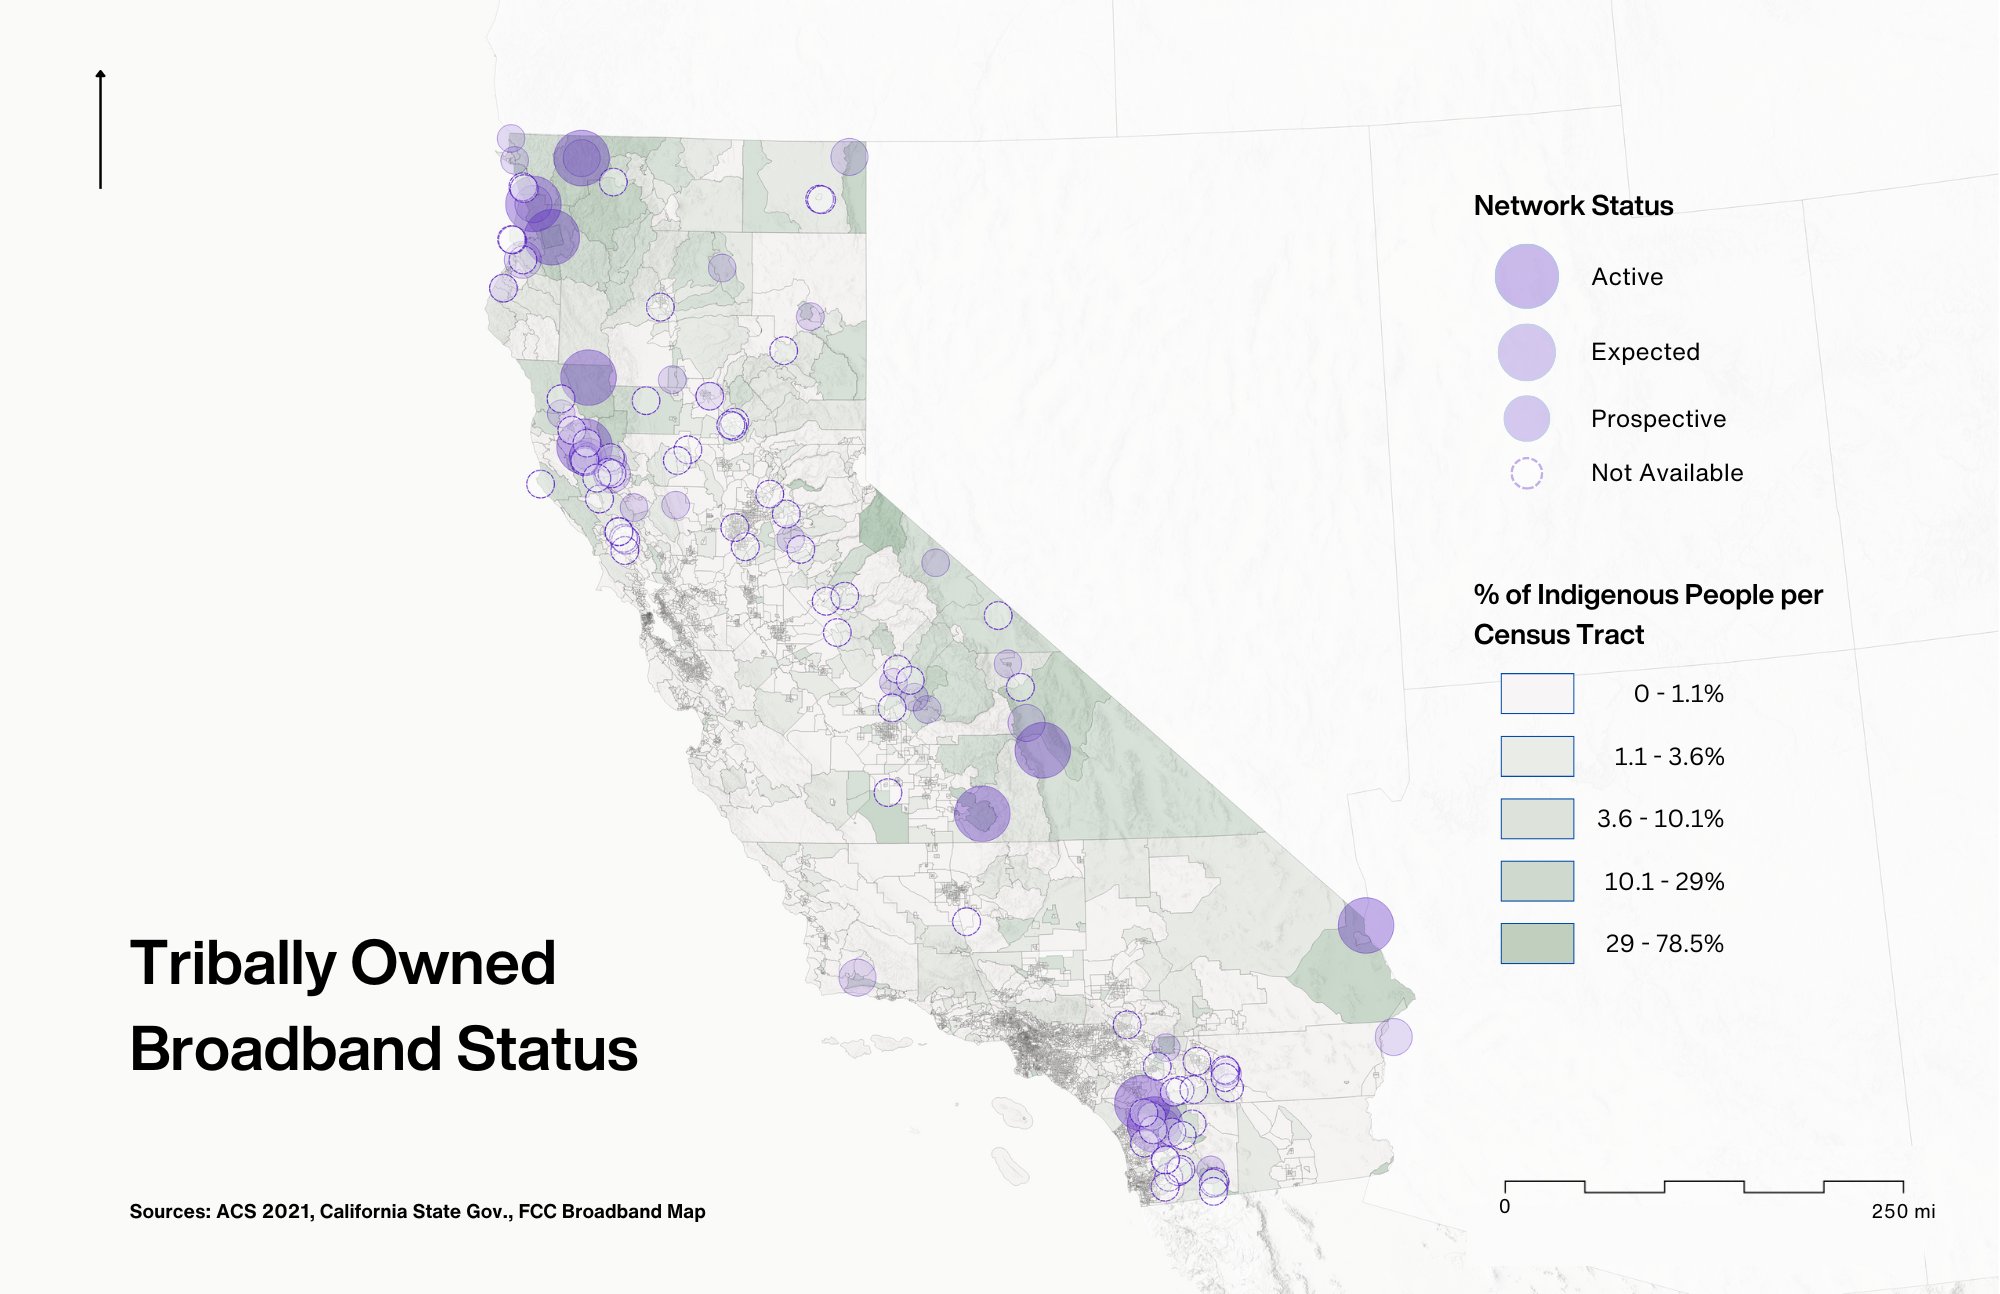 Network Status
Active
Expected
Prospective
Not Available
% of Indigenous People per
Census Tract
0 - 1.1%
1.1 - 3.6%
3.6 - 10.1%
10.1 - 29%
29 - 78.5%
Tribally Owned
Broadband Status
Sources: ACS 2021, California State Gov., FCC Broadband Map
0
250 mi